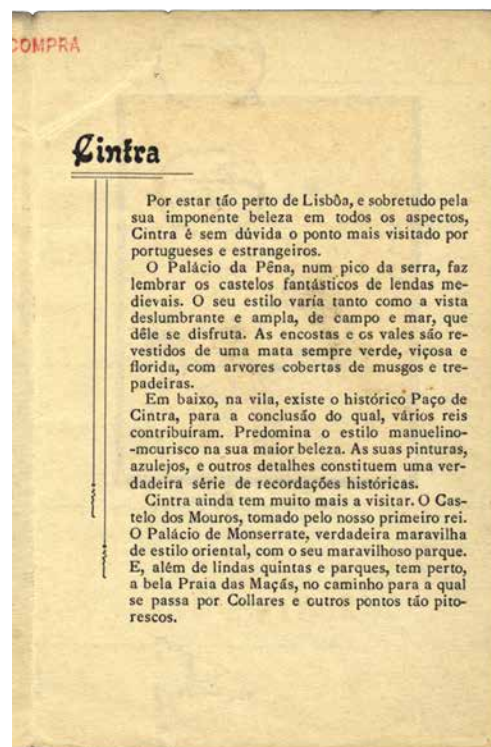 COMPRA
Cintra
Por estar tão perto de Lisbôa, e sobretudo pela
sua imponente beleza em todos os aspectos,
Cintra é sem dúvida o ponto mais visitado por
portugueses e estrangeiros.
O Palácio da Pêna, num pico da serra, faz
lembrar os castelos fantásticos de lendas me-
dievais. O seu estilo varía tanto como a vista
deslumbrante e ampla, de campo e mar, que
dêle se disfruta. As encostas e os vales são re-
vestidos de uma mata sempre verde, viçosa e
florida, com arvores cobertas de musgos e tre-
padeiras.
Em baixo, na vila, existe o histórico Paço de
Cintra, para a conclusão do qual, vários reis
contribuíram. Predomina o estilo manuelino-
-mourisco na sua maior beleza. As suas pinturas,
azulejos, e outros detalhes constituem uma ver-
dadeira série de recordações históricas.
Cintra ainda tem muito mais a visitar. O Cas-
telo dos Mouros, tomado pelo nosso primeiro rei.
O Palácio de Monserrate, verdadeira maravilha
de estilo oriental, com o seu maravilhoso parque.
E, além de lindas quintas e parques, tem perto,
a bela Praia das Maçãs, no caminho para a qual
se passa por Collares e outros pontos tão pito-
rescos.